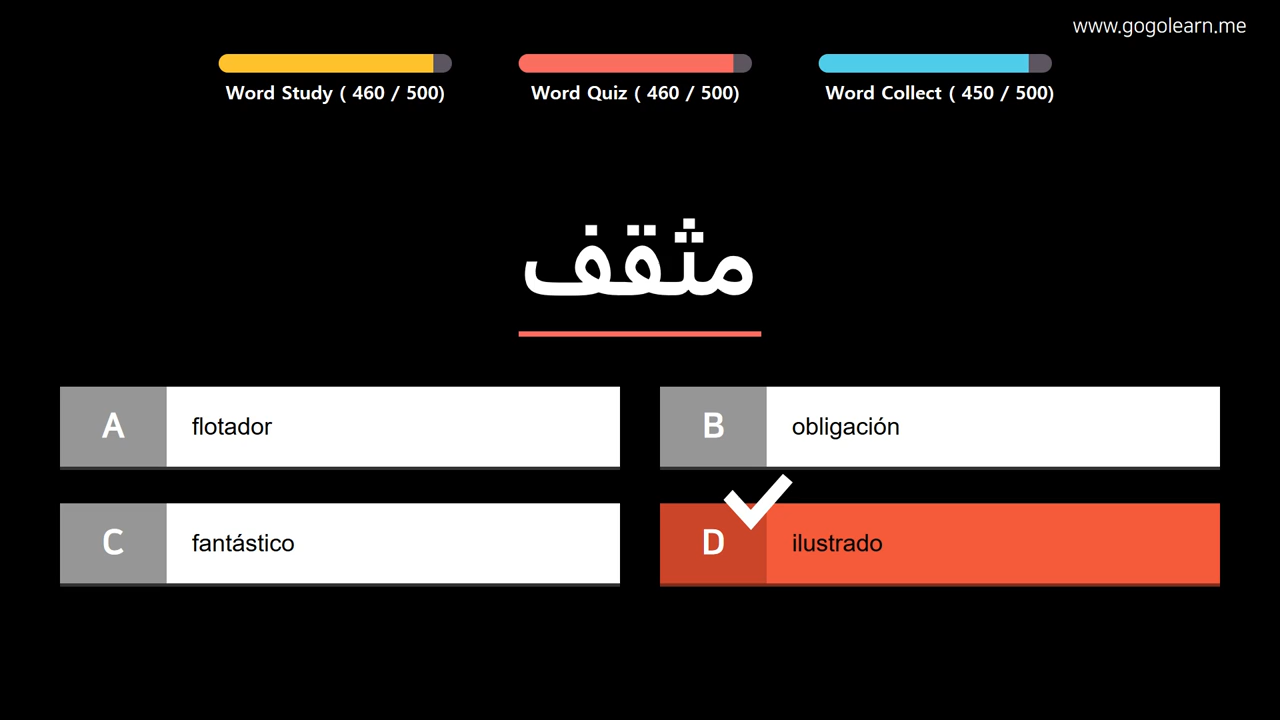 www.gogolearn.me
Word Study ( 460 / 500)
Word Quiz ( 460 / 500)
Word Collect ( 450 / 500)
مثقف
A flotador
B obligación
C fantástico
D ilustrado